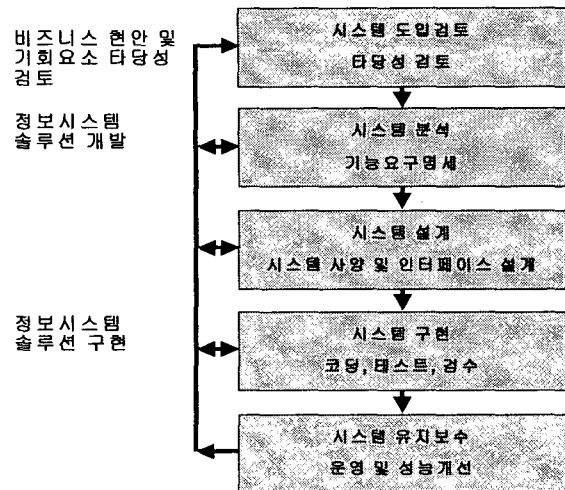 비즈니스 현안 및
기회요소 타당성
검토
시스템 도입검토
타당성 검토
정보시스템
솔루션 개발
시스템 분석
기능요구명세
시스템 설계
시스템 사양 및 인터페이스 설계
정보시스템
솔루션 구현
시스템 구현
코딩, 테스트, 검수
시스템 유지보수
운영 및 성능개선